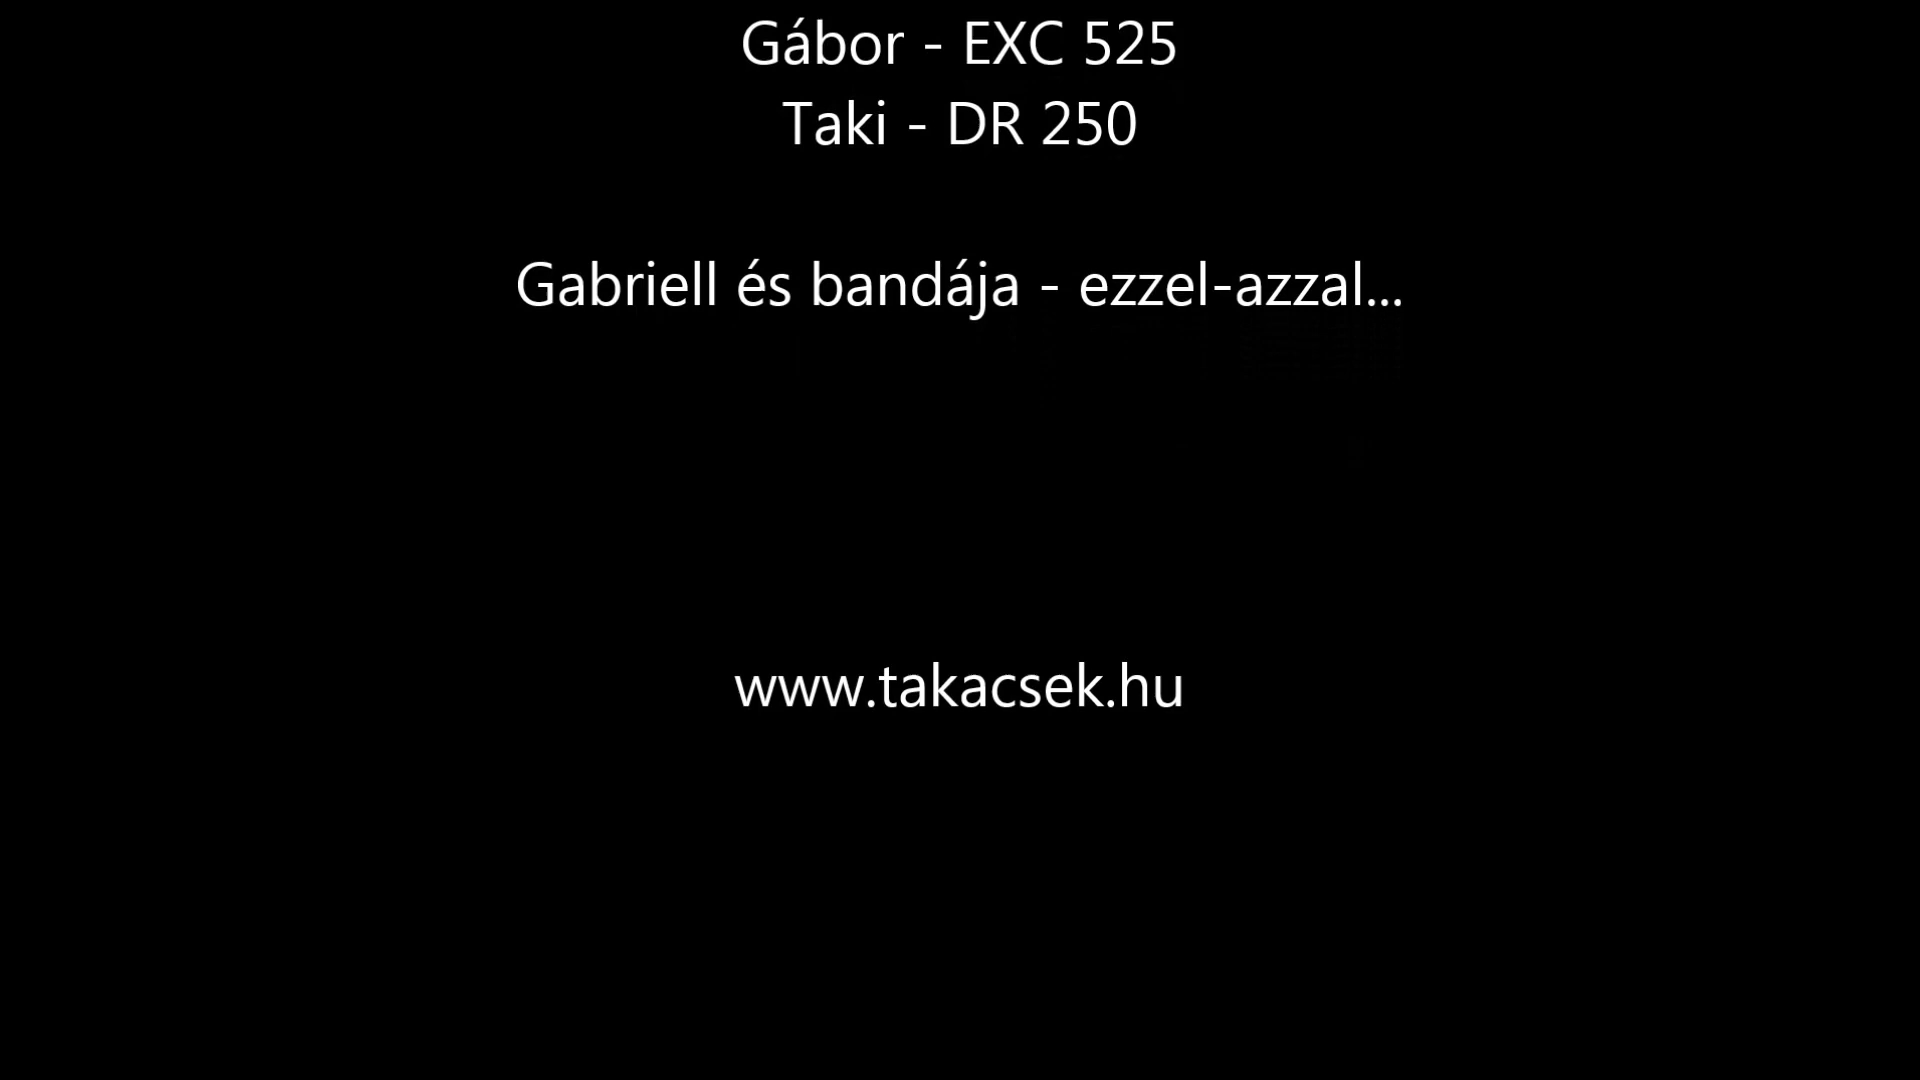 Gábor - EXC 525
Taki - DR 250
Gabriell és bandája - ezzel-azzal...
www.takacsek.hu